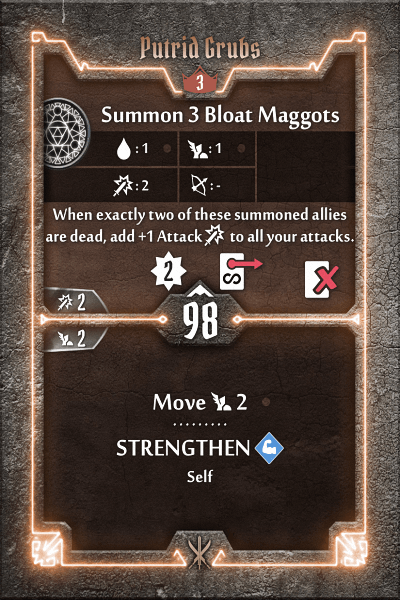 Putrid Grubs
3
Summon 3 Bloat Maggots
: 1 : 1
: 2 : -
When exactly two of these summoned allies
are dead, add +1 Attack to all your attacks.
2 S X
2
98
2
Move 2
STRENGTHEN
Self